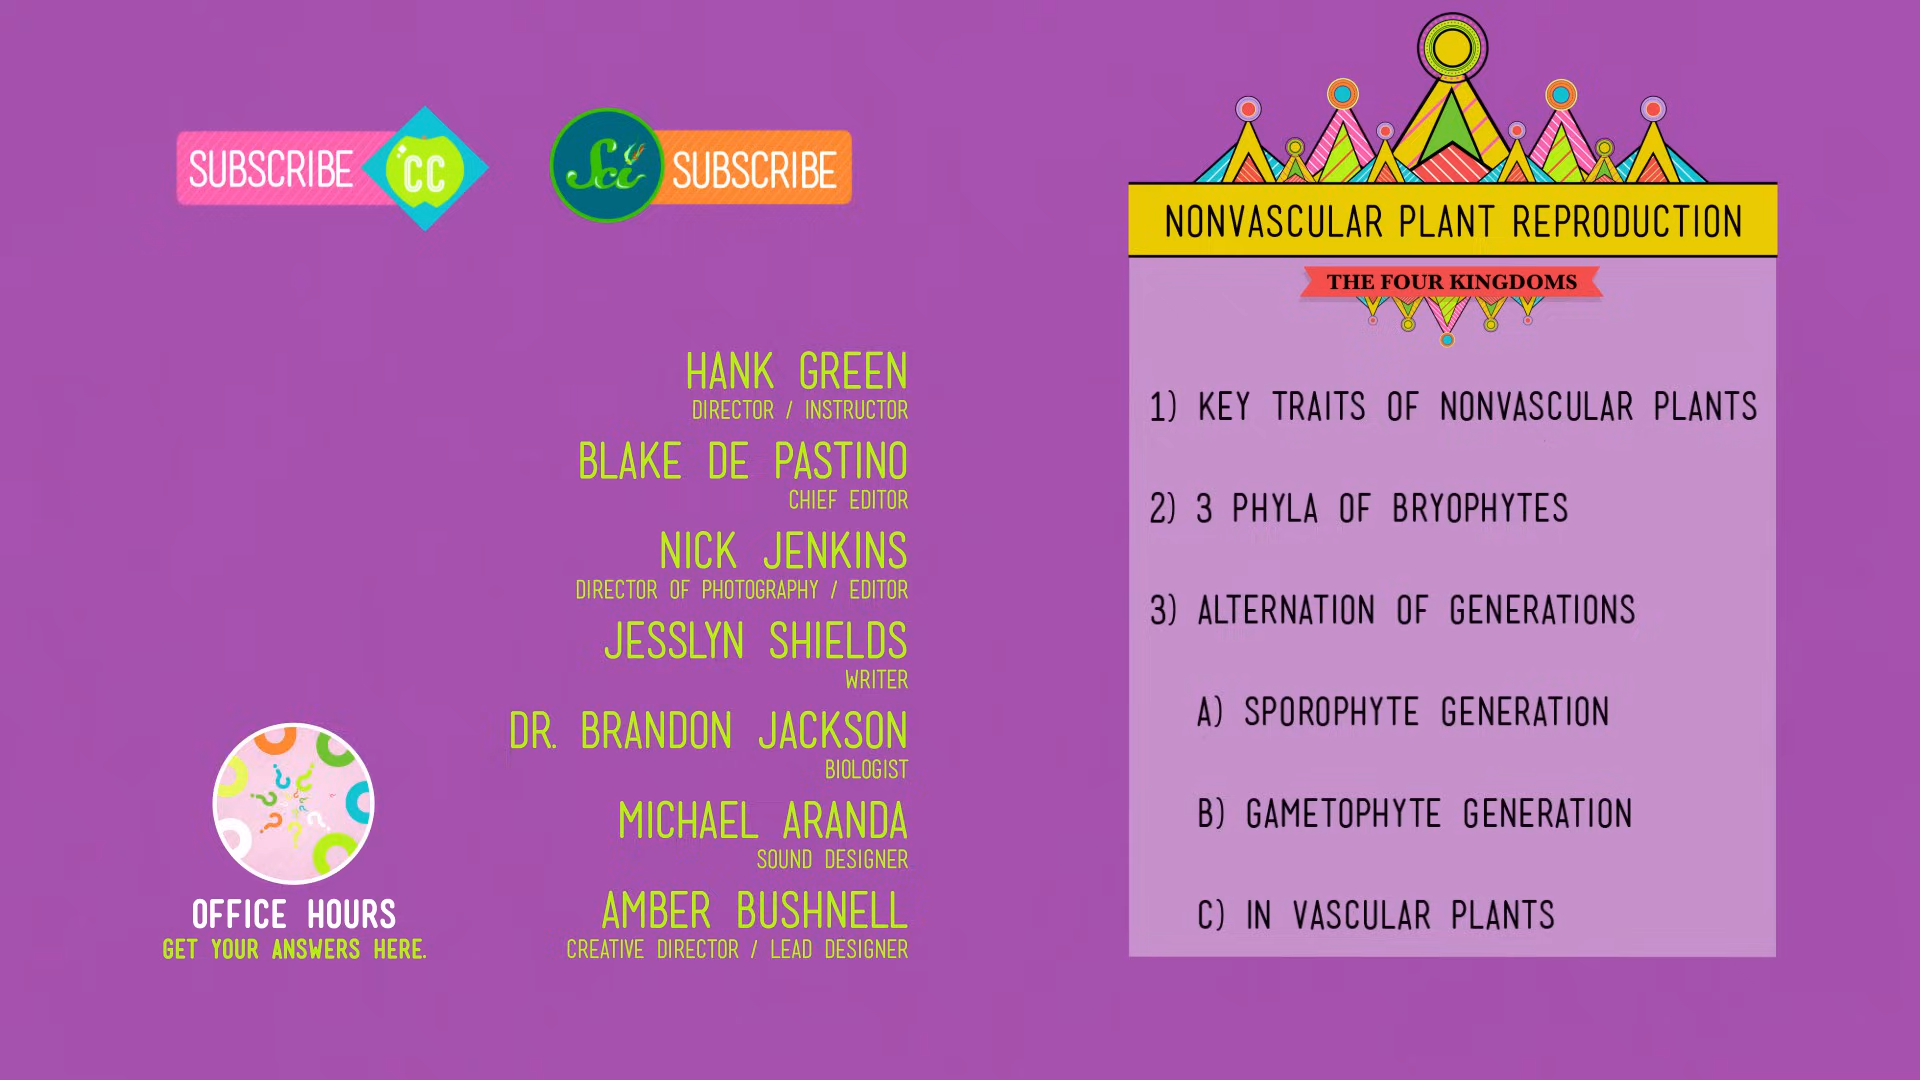 SUBSCRIBE CC
Sci SUBSCRIBE
HANK GREEN
DIRECTOR / INSTRUCTOR
BLAKE DE PASTINO
CHIEF EDITOR
NICK JENKINS
DIRECTOR OF PHOTOGRAPHY / EDITOR
JESSLYN SHIELDS
WRITER
DR. BRANDON JACKSON
BIOLOGIST
MICHAEL ARANDA
SOUND DESIGNER
AMBER BUSHNELL
CREATIVE DIRECTOR / LEAD DESIGNER
OFFICE HOURS
GET YOUR ANSWERS HERE.
NONVASCULAR PLANT REPRODUCTION
THE FOUR KINGDOMS
1) KEY TRAITS OF NONVASCULAR PLANTS
2) 3 PHYLA OF BRYOPHYTES
3) ALTERNATION OF GENERATIONS
A) SPOROPHYTE GENERATION
B) GAMETOPHYTE GENERATION
C) IN VASCULAR PLANTS